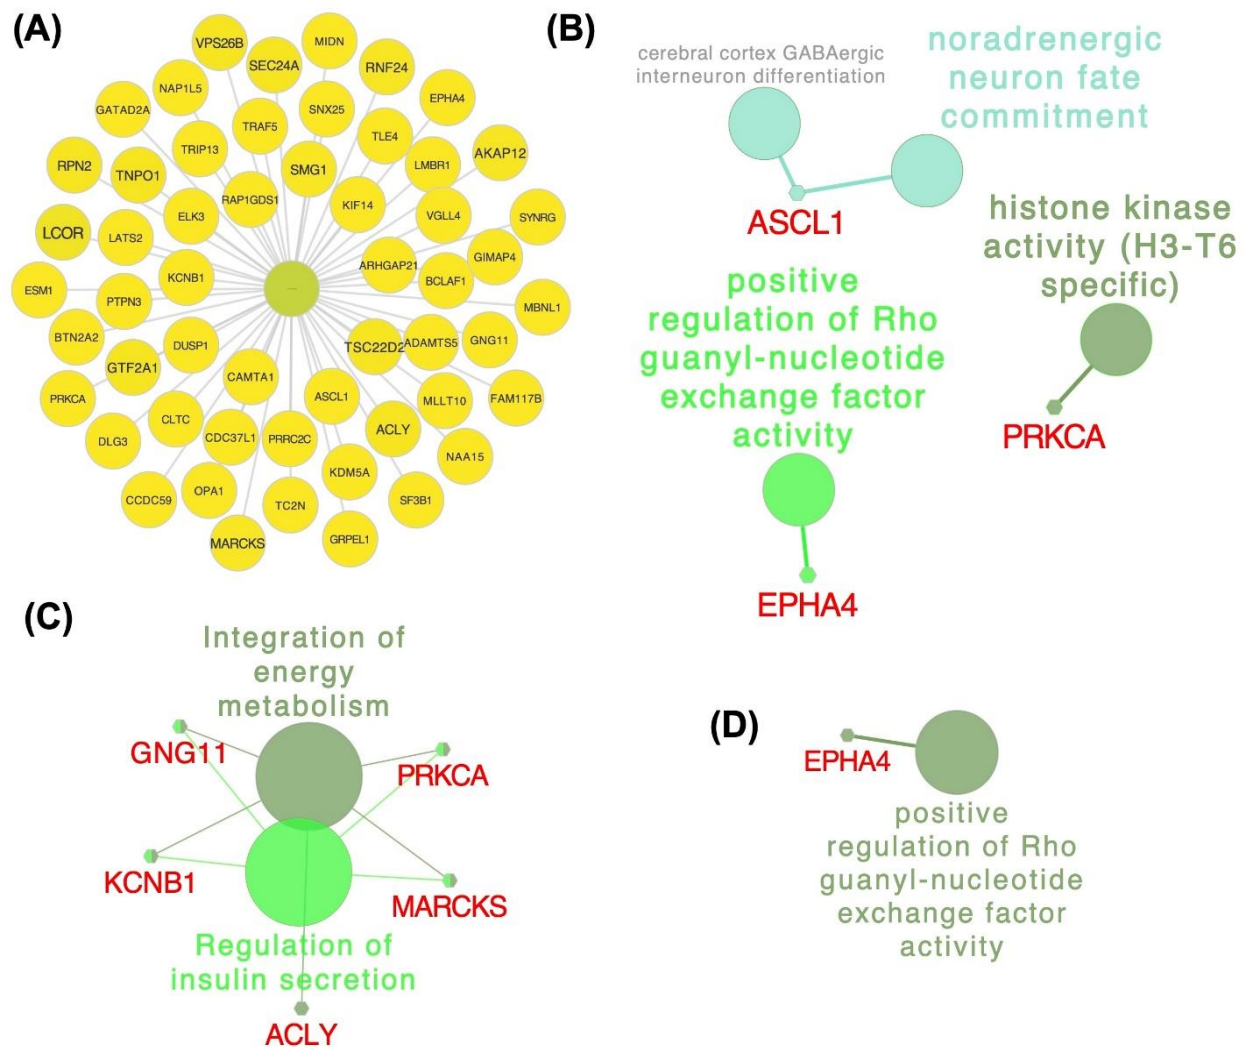 (A)
VPS26B
MIDN
SEC24A
RNF24
NAP1L5
EPHA4
GATAD2A
SNX25
TRAF5
TLE4
TRIP13
AKAP12
RPN2
TNPO1
SMG1
LMBR1
RAP1GDS1
KIF14
ELK3
VGLL4
SYNRG
LCOR
LATS2
GIMAP4
ARHGAP21
KCNB1
BCLAF1
ESM1
PTPN3
MBNL1
BTN2A2
DUSP1
TSC22D2
ADAMTS5
GNG11
GTF2A1
CAMTA1
PRKCA
ASCL1
MLLT10
FAM117B
CLTC
ACLY
DLG3
CDC37L1
PRRC2C
NAA15
KDM5A
OPA1
CCDC59
TC2N
SF3B1
MARCKS
GRPEL1
(B)
cerebral cortex GABAergic
interneuron differentiation
noradrenergic
neuron fate
commitment
ASCL1
histone kinase
activity (H3-T6
specific)
PRKCA
positive
regulation of Rho
guanyl-nucleotide
exchange factor
activity
EPHA4
(C)
Integration of
energy
metabolism
GNG11
PRKCA
KCNB1
MARCKS
Regulation of
insulin secretion
ACLY
(D)
EPHA4
positive
regulation of Rho
guanyl-nucleotide
exchange factor
activity